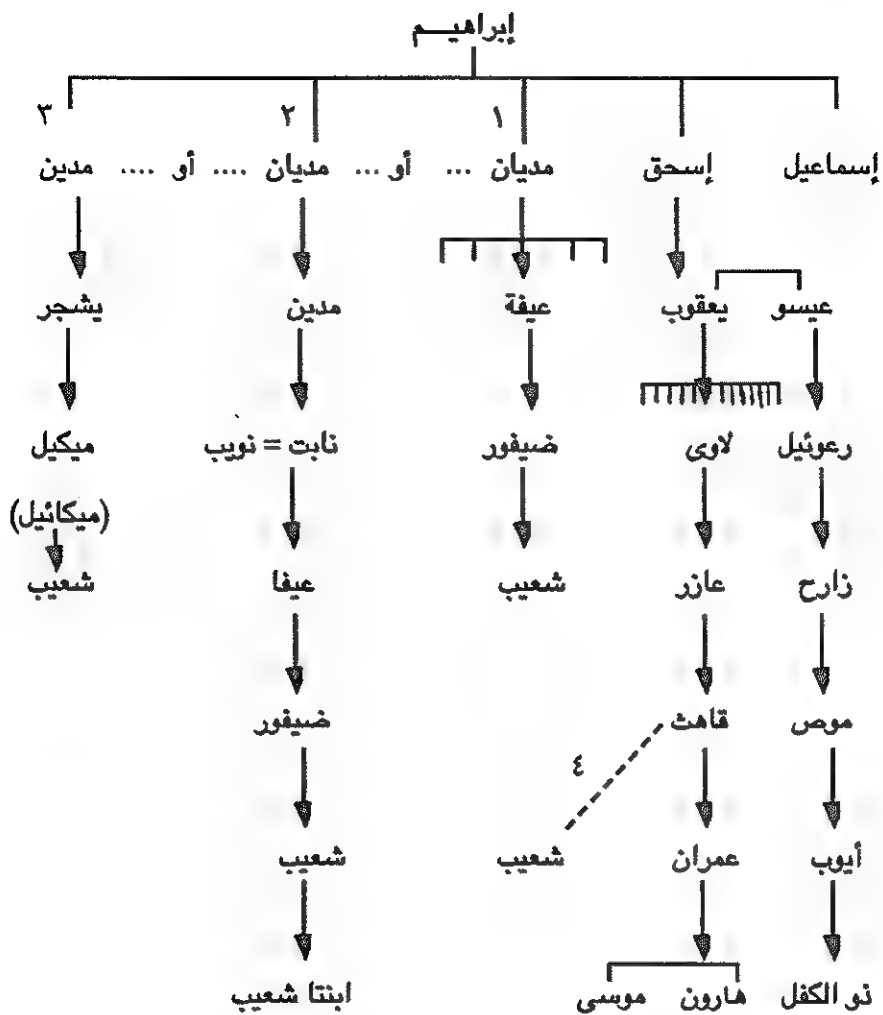 إبراهيم
٣ ٢ ١
إسماعيل إسحق مديان ... أو ... مديان .... أو .... مدين
عيسو يعقوب عيفة مدين يشجر
رعوئيل لاوى ضيفور نابت = نويب ميكيل
(ميكائيل)
زارح عازر شعيب عيفا شعيب
موص قاهث ضيفور
٤
أيوب عمران شعيب شعيب
ذو الكفل هارون موسى ابنتا شعيب